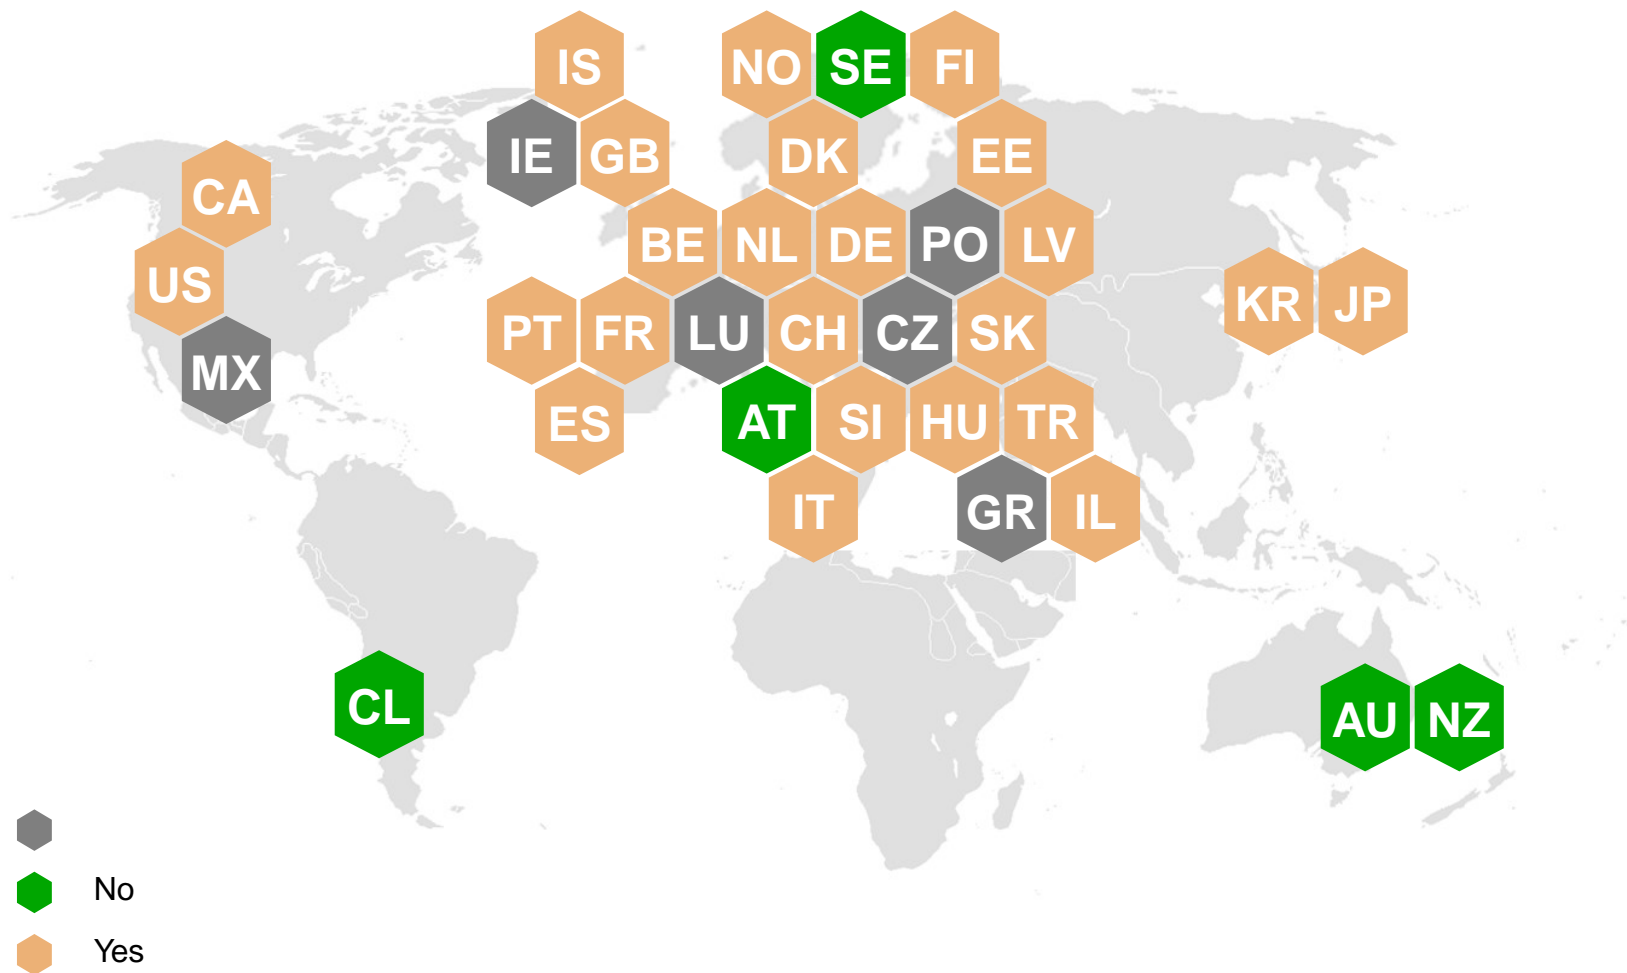 IS NO SE FI
IE GB DK EE
CA
BE NL DE PO LV
US
KR JP
PT FR LU CH CZ SK
MX
ES AT SI HU TR
IT GR IL
CL
AU NZ
No
Yes